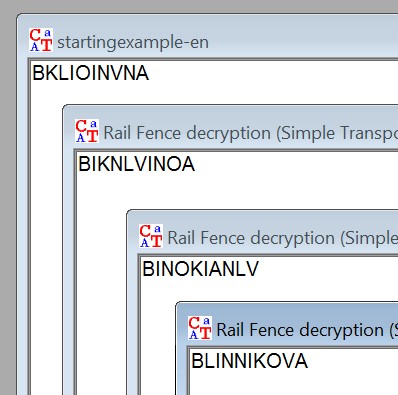 startingexample-en
BKLIOINVNA
Rail Fence decryption (Simple Transpo
BIKNLVINOA
Rail Fence decryption (Simple
BINOKIANLV
Rail Fence decryption (S
BLINNIKOVA